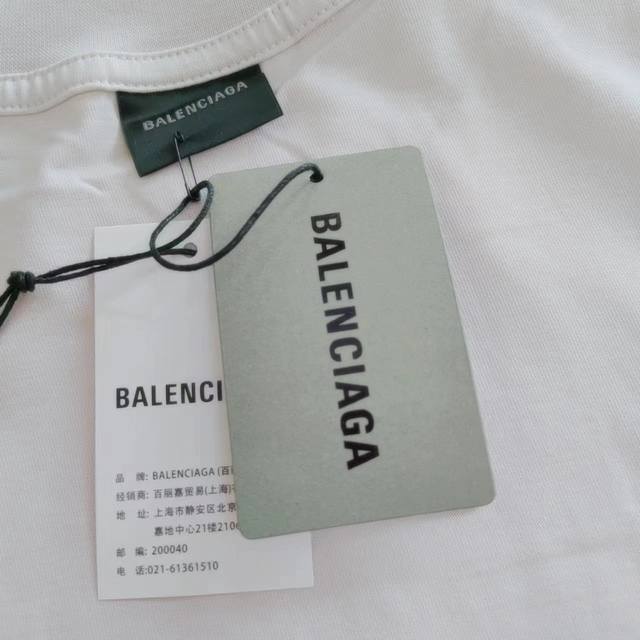 BALENCIAGA
BALENCIAGA
BALENCI
品 牌: BALENCIAGA (百
经销商: 百丽嘉贸易(上海)
地 址: 上海市静安区北京
嘉地中心21楼210
邮 编: 200040
电 话:021-61361510